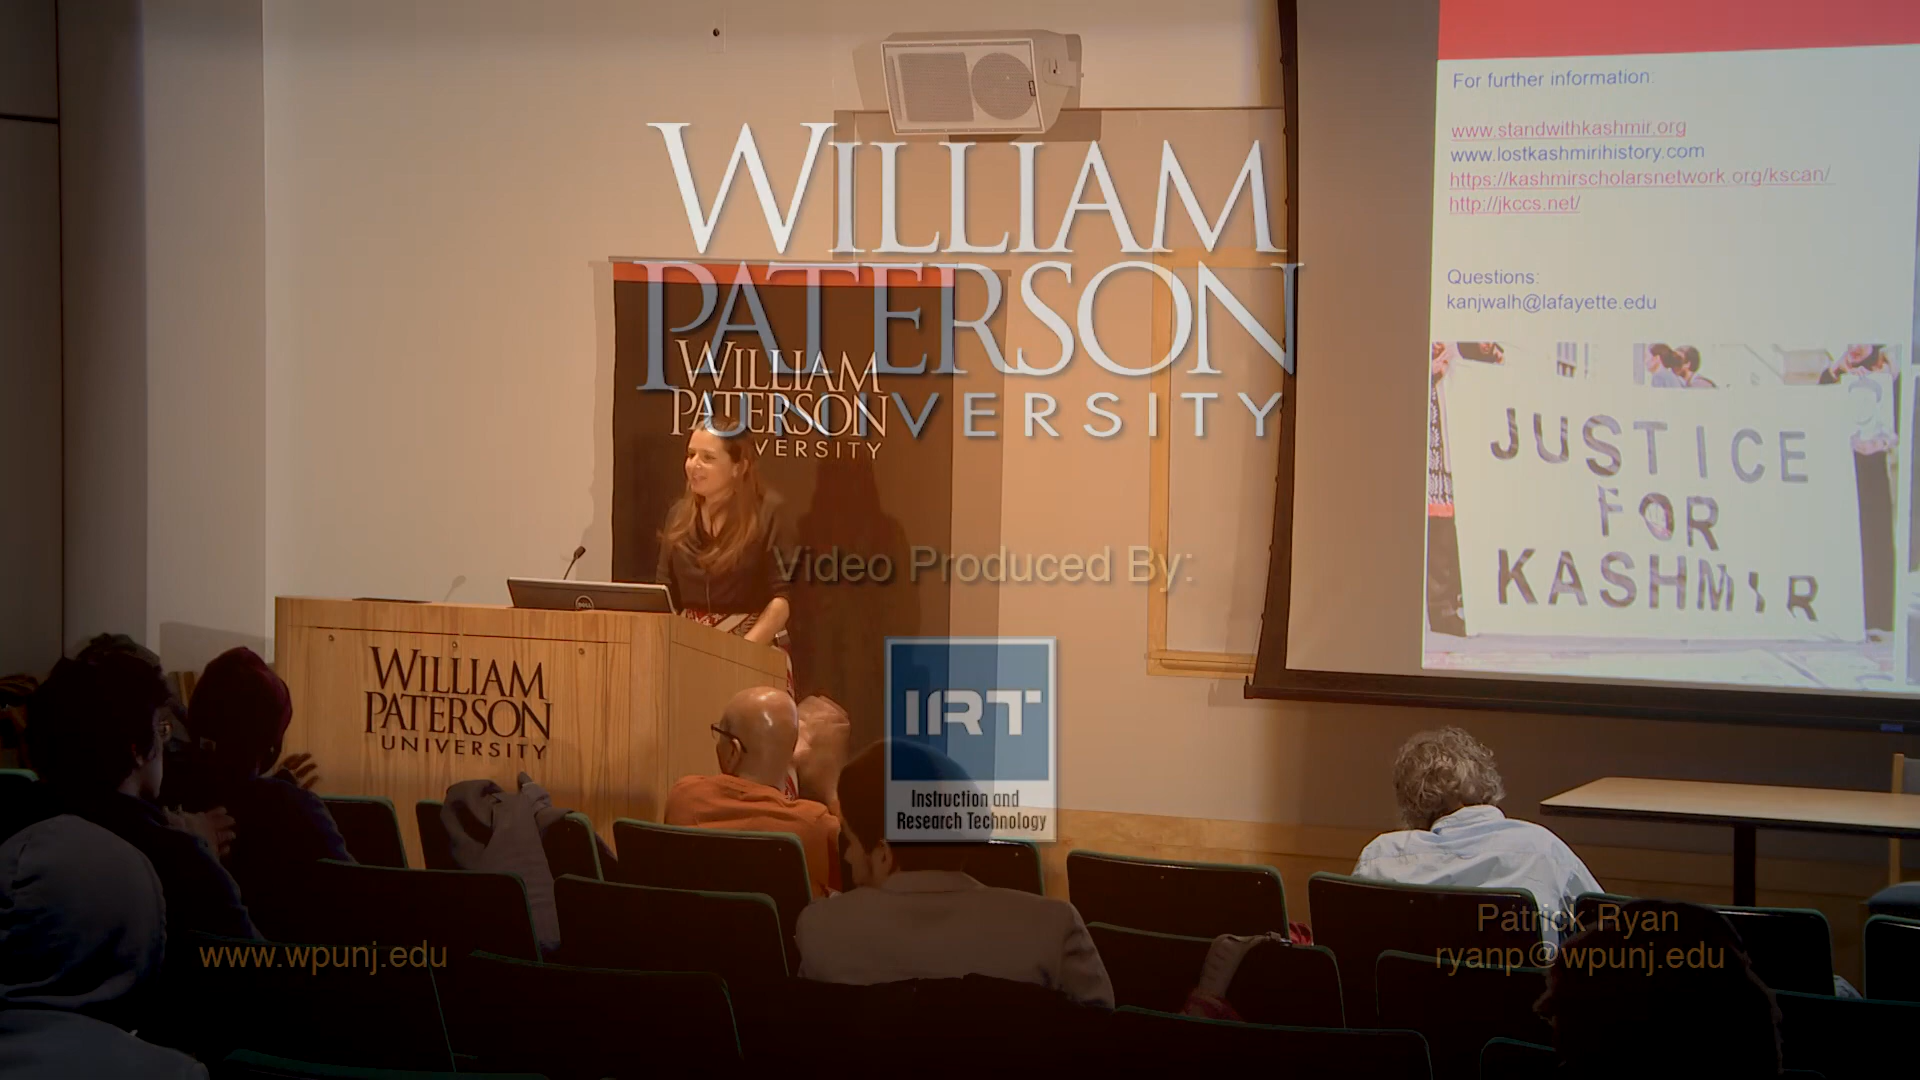 WILLIAM
PATERSON
UNIVERSITY
Video Produced By:
IRT
Instruction and
Research Technology
www.wpunj.edu
Patrick Ryan
ryanp@wpunj.edu
For further information:
www.standwithkashmir.org
www.lostkashmirihistory.com
https://kashmirscholarsnetwork.org/kscan/
http://jkccs.net/
Questions:
kanjwalh@lafayette.edu
JUSTICE
FOR
KASHMIR
WILLIAM
PATERSON
VERSITY
DELL
WILLIAM
PATERSON
UNIVERSITY